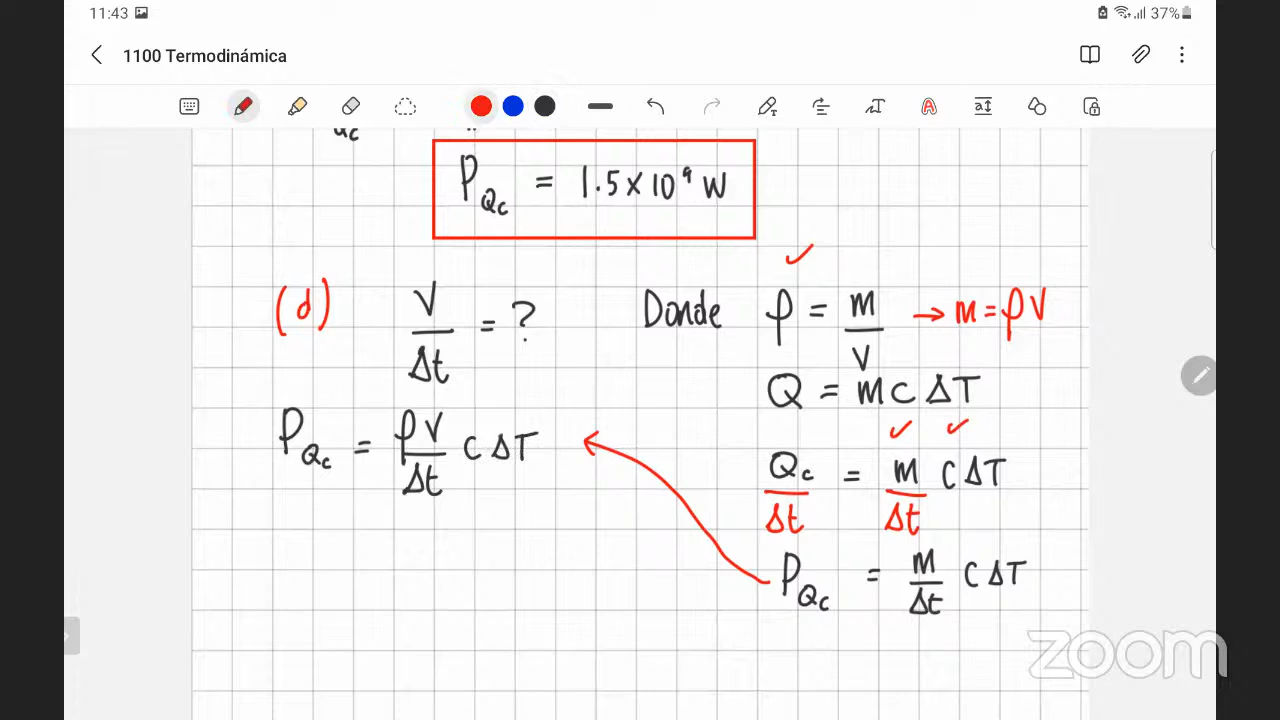 11:43
37%
1100 Termodinámica
P_Qc = 1.5×10⁹ W
(d) V/Δt = ? Donde ρ = m/V → m = ρV
Q = mcΔT
P_Qc = ρV/Δt CΔT
Qc/Δt = m/Δt CΔT
P_Qc = m/Δt CΔT
zoom